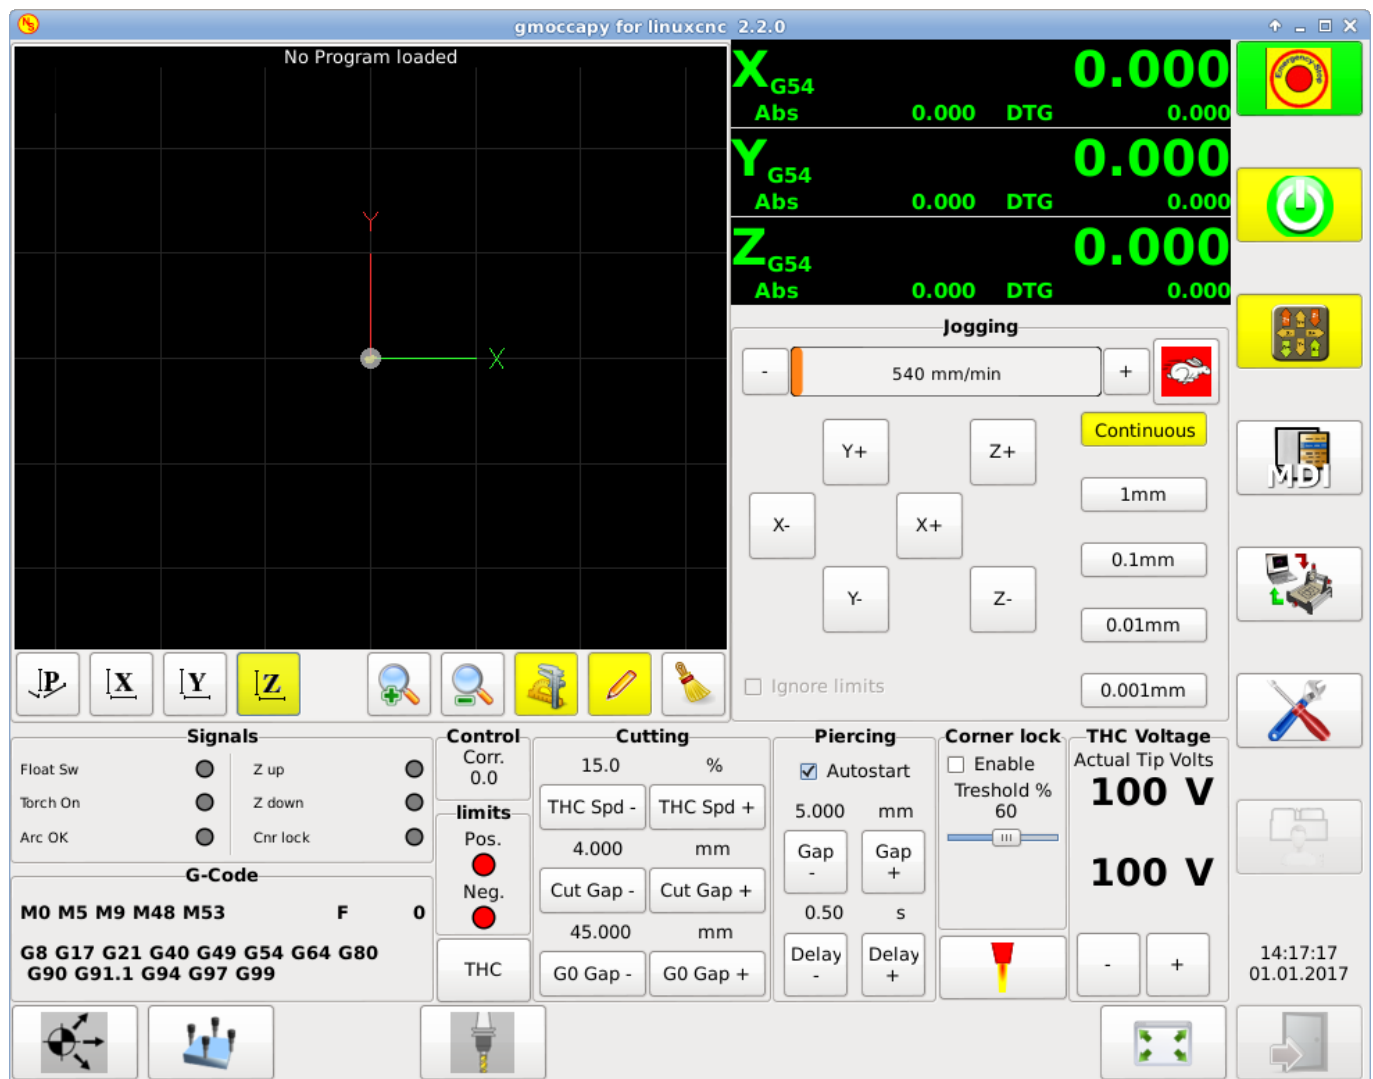 gmoccapy for linuxcnc 2.2.0
No Program loaded
Y
X
X G54 0.000
Abs 0.000 DTG 0.000
Y G54 0.000
Abs 0.000 DTG 0.000
Z G54 0.000
Abs 0.000 DTG 0.000
Emergency-Stop
Jogging
- 540 mm/min +
Continuous
Y+ Z+
1mm
X- X+
0.1mm
Y- Z-
0.01mm
Ignore limits
0.001mm
MDI
P X Y Z
Signals
Float Sw Z up
Torch On Z down
Arc OK Cnr lock
G-Code
M0 M5 M9 M48 M53 F 0
G8 G17 G21 G40 G49 G54 G64 G80
G90 G91.1 G94 G97 G99
Control
Corr.
0.0
limits
Pos.
Neg.
THC
Cutting
15.0 %
THC Spd - THC Spd +
4.000 mm
Cut Gap - Cut Gap +
45.000 mm
G0 Gap - G0 Gap +
Piercing
Autostart
5.000 mm
Gap - Gap +
0.50 s
Delay - Delay +
Corner lock
Enable
Treshold %
60
THC Voltage
Actual Tip Volts
100 V
100 V
- +
14:17:17
01.01.2017